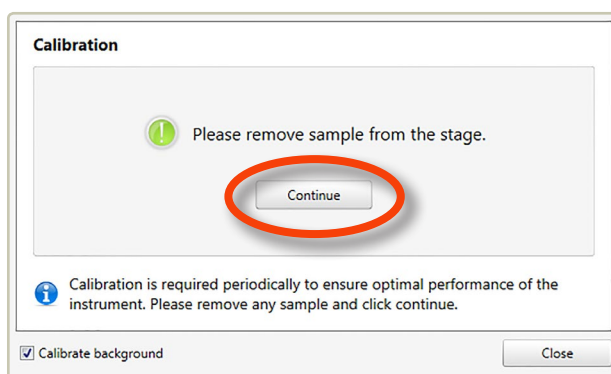 Calibration
Please remove sample from the stage.
Continue
Calibration is required periodically to ensure optimal performance of the
instrument. Please remove any sample and click continue.
Calibrate background
Close